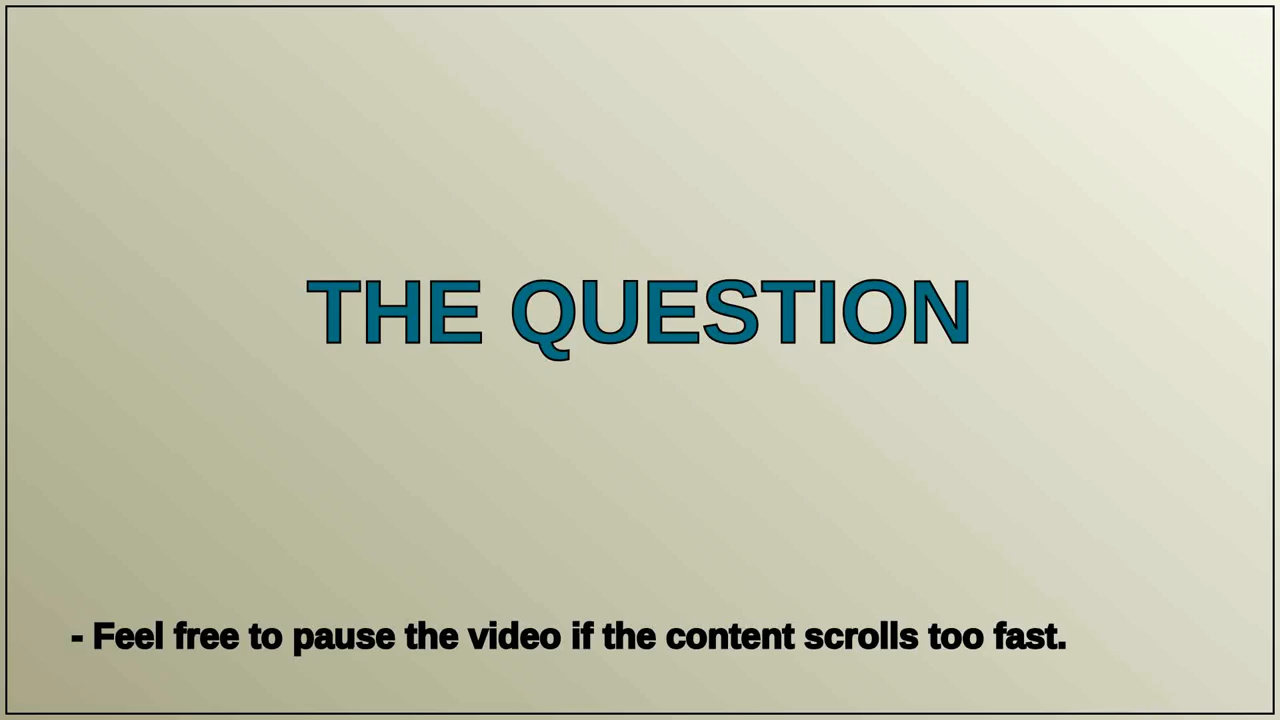 THE QUESTION
- Feel free to pause the video if the content scrolls too fast.